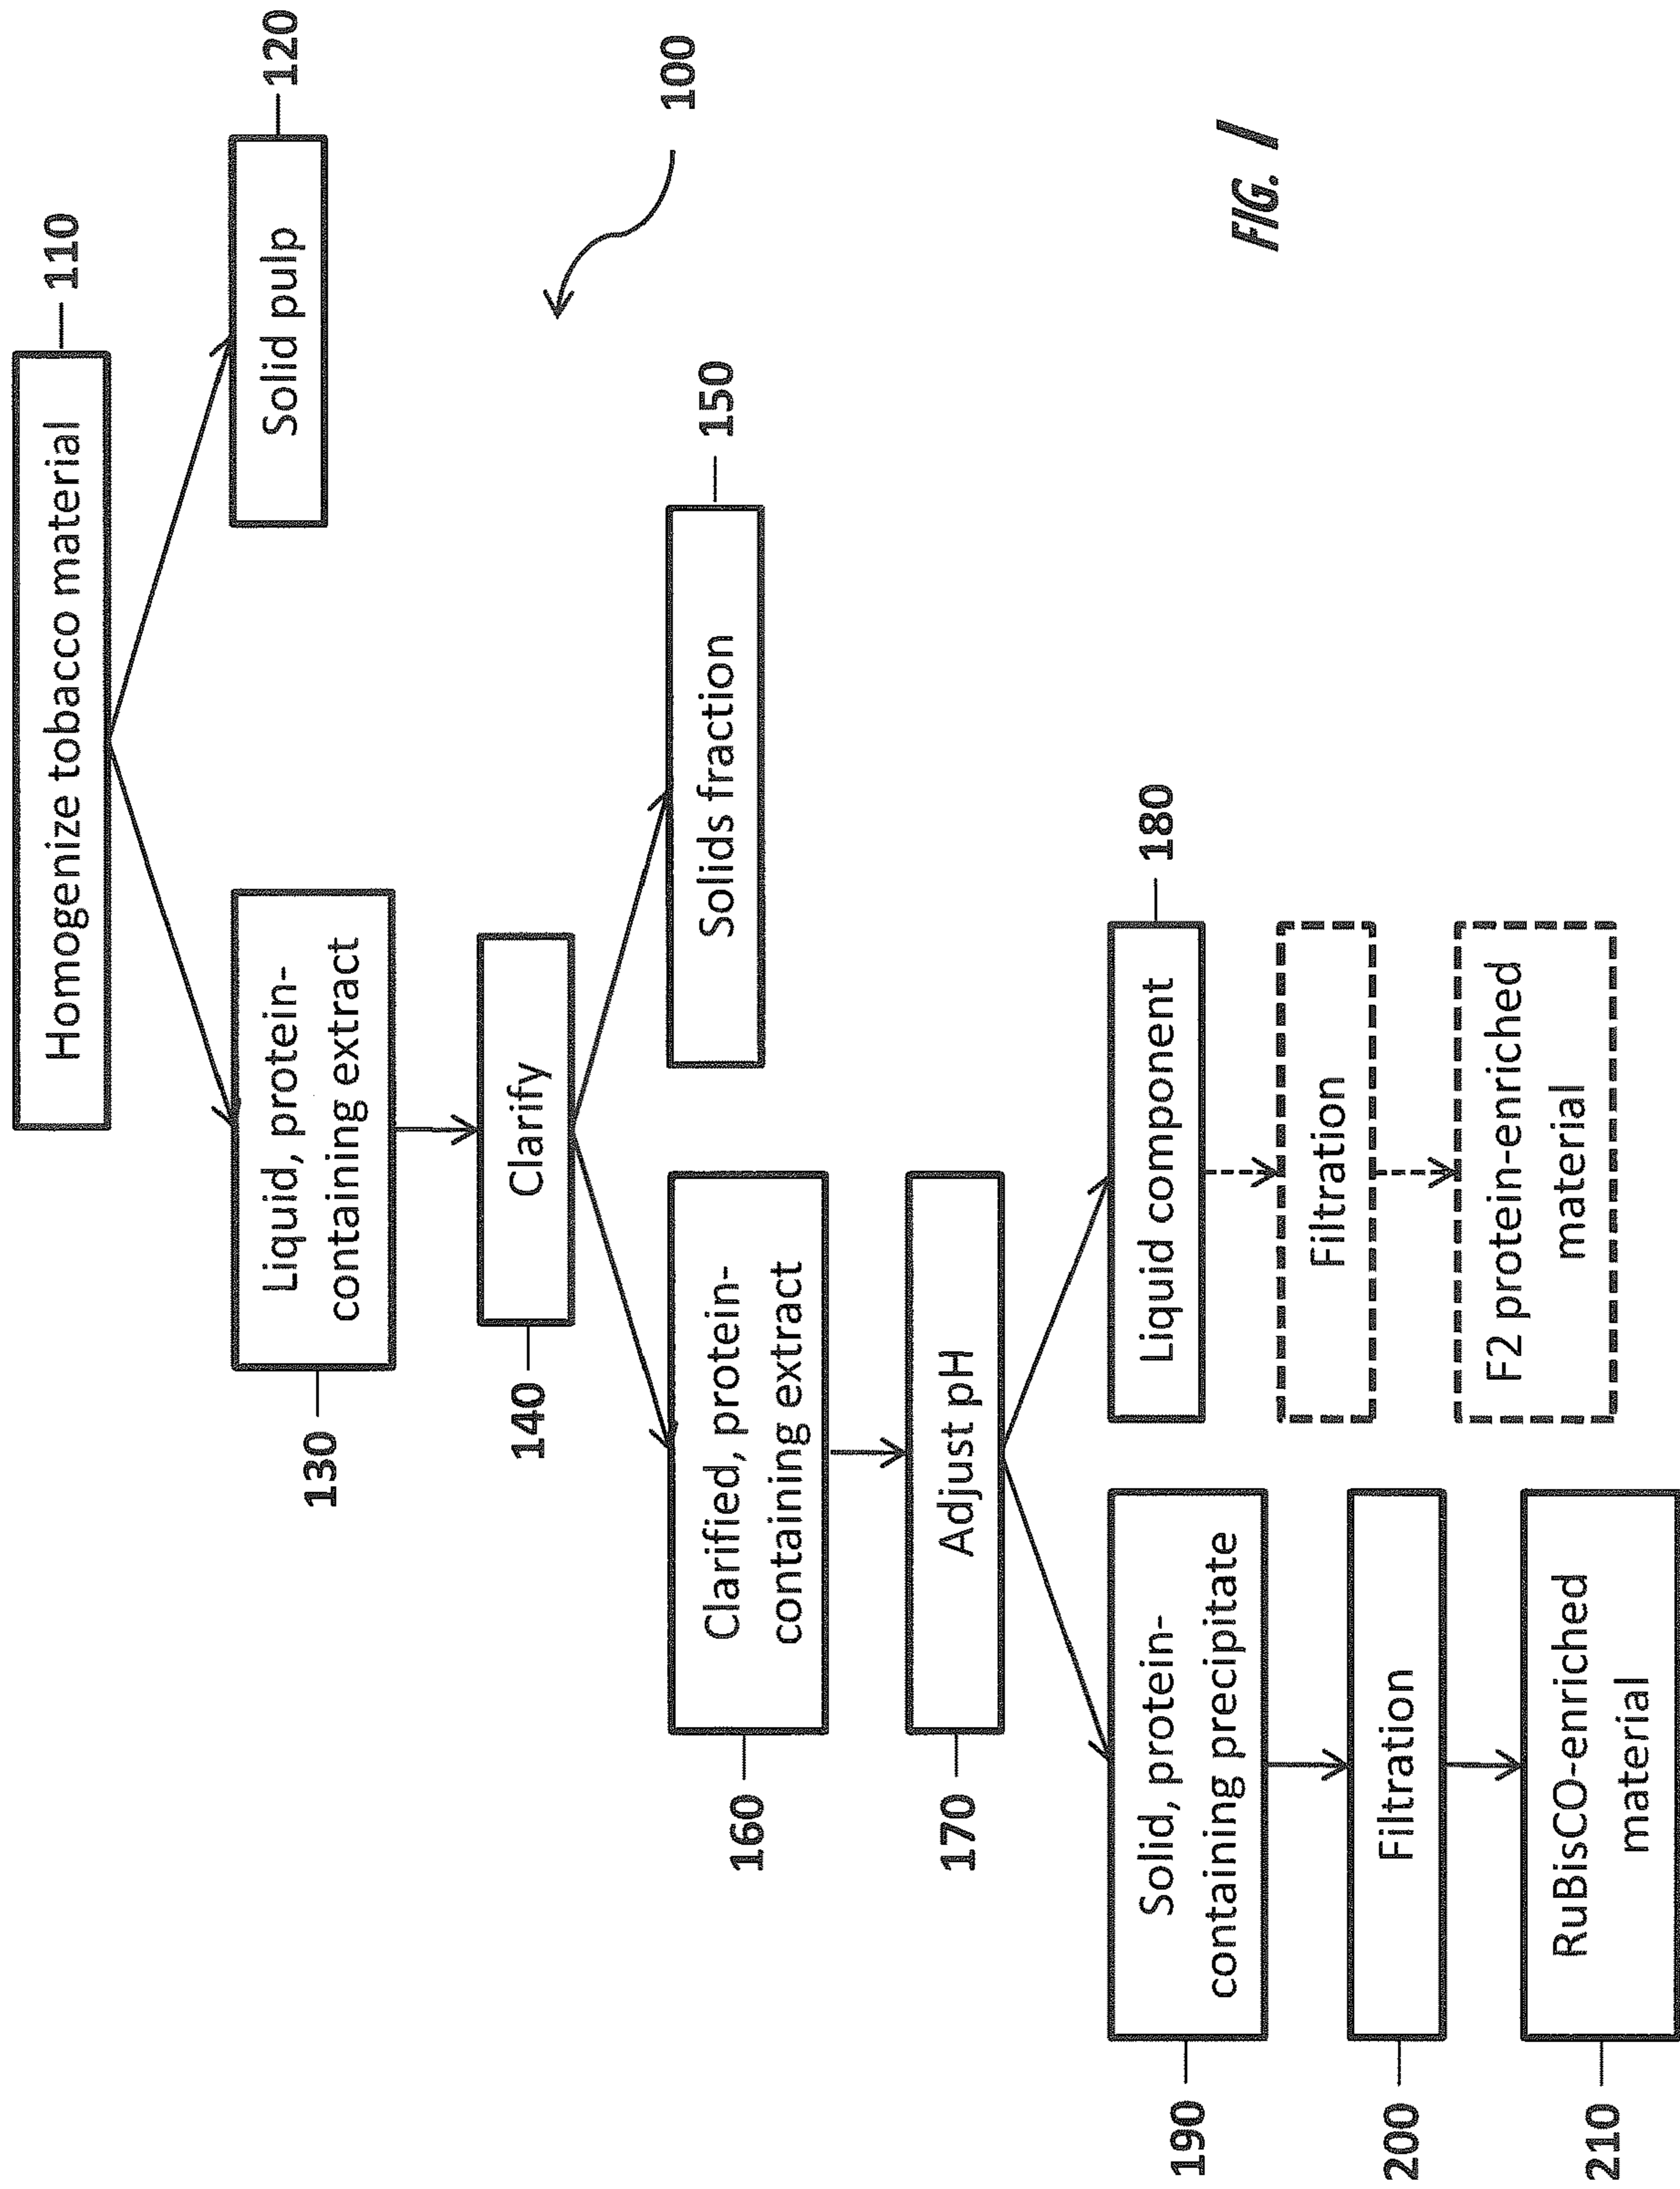 Homogenize tobacco material
110
Solid pulp
120
130
Liquid, protein-
containing extract
100
140
Clarify
160
Clarified, protein-
containing extract
Solids fraction
150
170
Adjust pH
190
Solid, protein-
containing precipitate
Liquid component
180
200
Filtration
Filtration
210
RuBisCO-enriched
material
F2 protein-enriched
material
FIG. 1